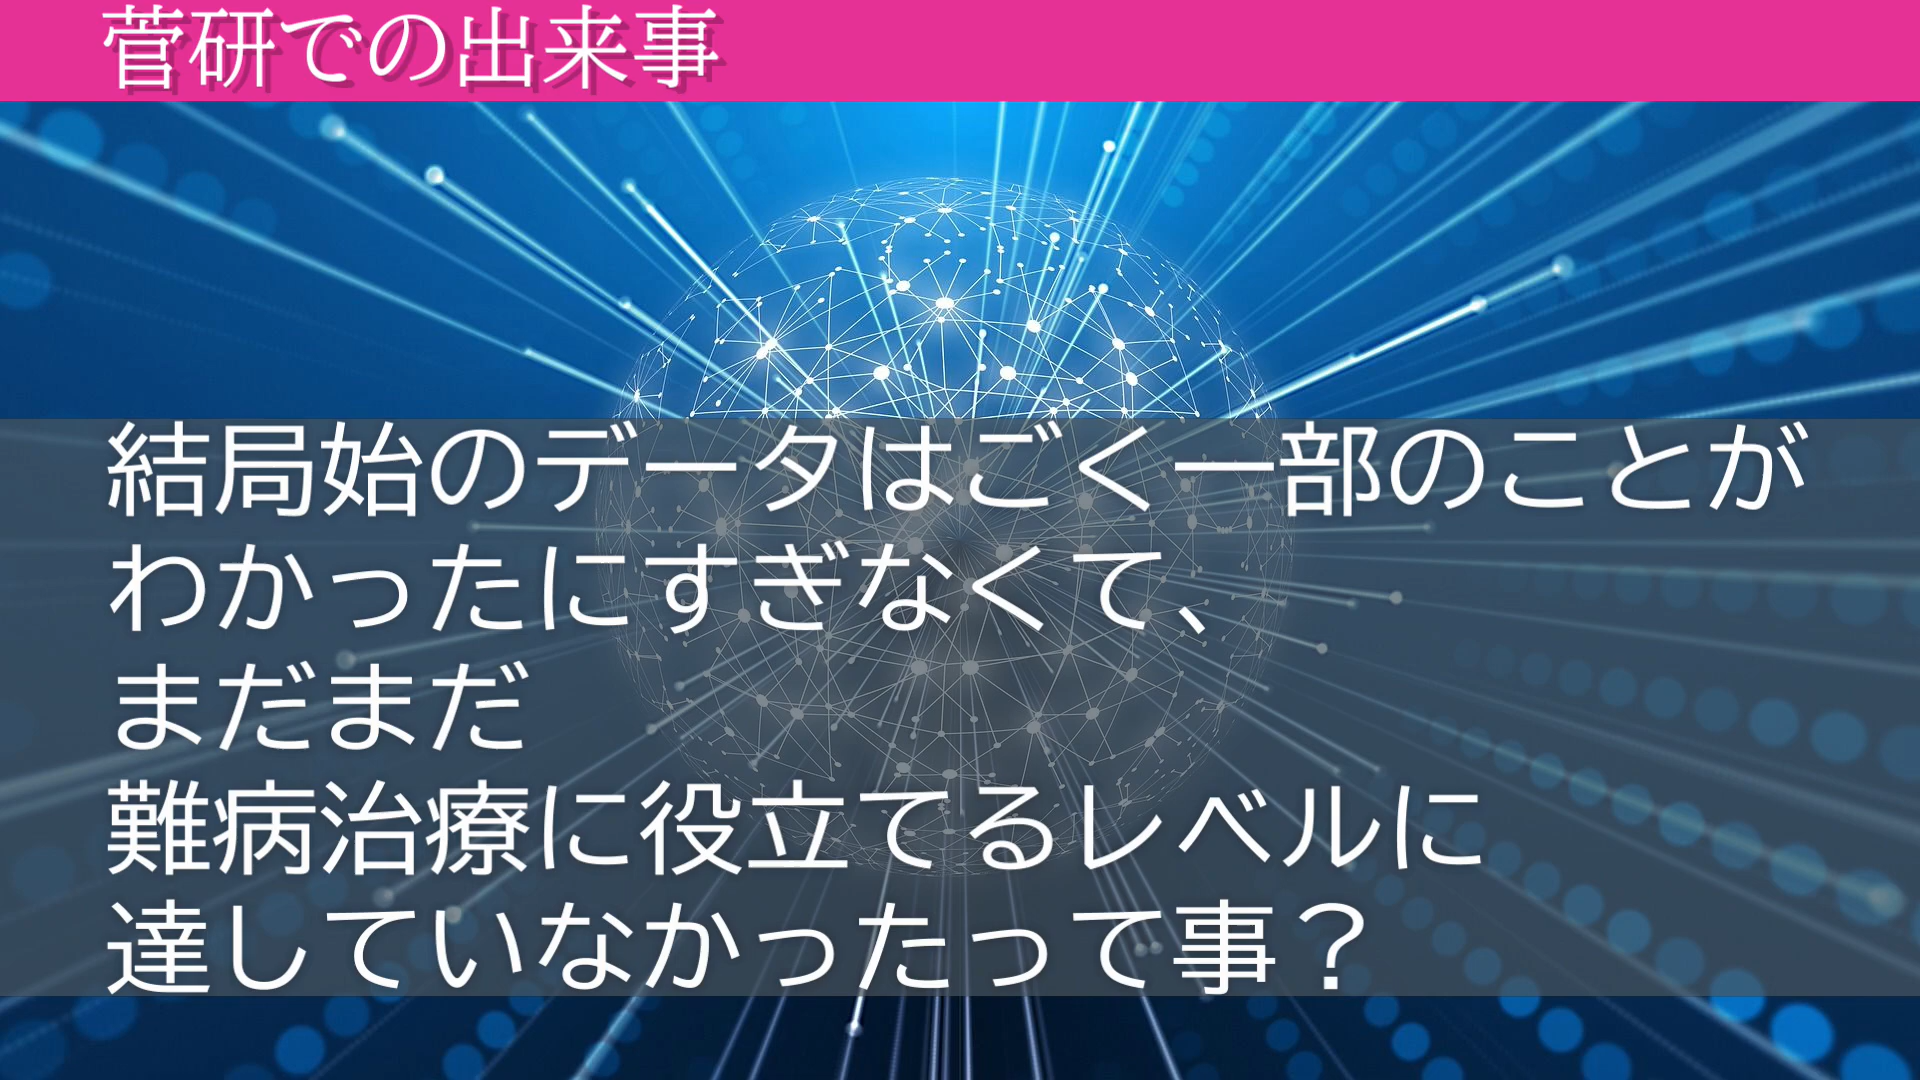 菅研での出来事
結局始のデータはごく一部のことが
わかったにすぎなくて、
まだまだ
難病治療に役立てるレベルに
達していなかったって事？